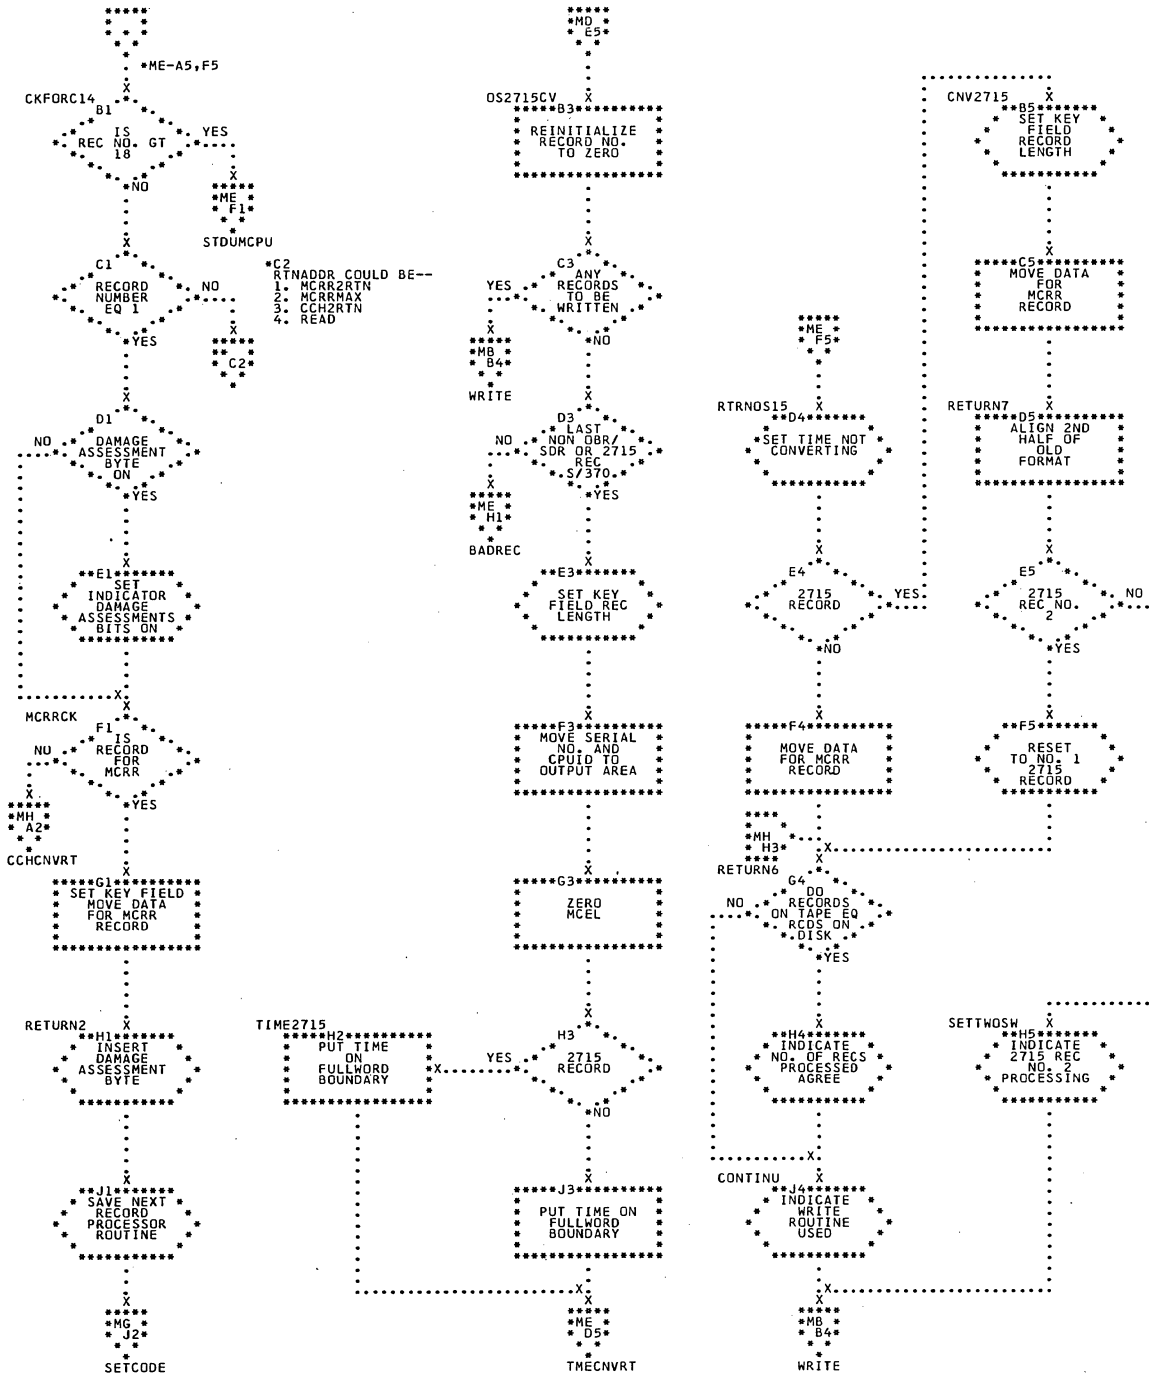 *ME-A5,F5
CKFORC14
B1
IS
REC NO. GT
18
YES
NO
ME
F1
STDUMCPU
C1
RECORD
NUMBER
EQ 1
NO
YES
C2
*C2
RTNADDR COULD BE--
1. MCRR2RTN
2. MCRRMAX
3. CCH2RTN
4. READ
D1
DAMAGE
ASSESSMENT
BYTE
ON
NO
YES
E1
SET
INDICATOR
DAMAGE
ASSESSMENTS
BITS ON
MCRRCK
F1
IS
RECORD
FOR
MCRR
NO
YES
MH
A2
CCHCNVRT
G1
SET KEY FIELD
MOVE DATA
FOR MCRR
RECORD
RETURN2
H1
INSERT
DAMAGE
ASSESSMENT
BYTE
J1
SAVE NEXT
RECORD
PROCESSOR
ROUTINE
MG
J2
SETCODE
TIME2715
H2
PUT TIME
ON
FULLWORD
BOUNDARY
MD
E5
OS2715CV
B3
REINITIALIZE
RECORD NO.
TO ZERO
C3
ANY
RECORDS
TO BE
WRITTEN
YES
NO
MB
B4
WRITE
D3
LAST
NON OBR/
SDR OR 2715
REC
S/370
NO
YES
ME
H1
BADREC
E3
SET KEY
FIELD REC
LENGTH
F3
MOVE SERIAL
NO. AND
CPUID TO
OUTPUT AREA
G3
ZERO
MCEL
H3
2715
RECORD
YES
NO
J3
PUT TIME ON
FULLWORD
BOUNDARY
ME
D5
TMECNVRT
ME
F5
RTRNOS15
D4
SET TIME NOT
CONVERTING
E4
2715
RECORD
YES
NO
F4
MOVE DATA
FOR MCRR
RECORD
MH
H3
RETURN6
G4
DO
RECORDS
ON TAPE EQ
RCDS ON
DISK
NO
YES
H4
INDICATE
NO. OF RECS
PROCESSED
AGREE
CONTINU
J4
INDICATE
WRITE
ROUTINE
USED
MB
B4
WRITE
CNV2715
B5
SET KEY
FIELD
RECORD
LENGTH
C5
MOVE DATA
FOR
MCRR
RECORD
RETURN7
D5
ALIGN 2ND
HALF OF
OLD
FORMAT
E5
2715
REC NO.
2
NO
YES
F5
RESET
TO NO. 1
2715
RECORD
SETTWOSW
H5
INDICATE
2715 REC
NO. 2
PROCESSING